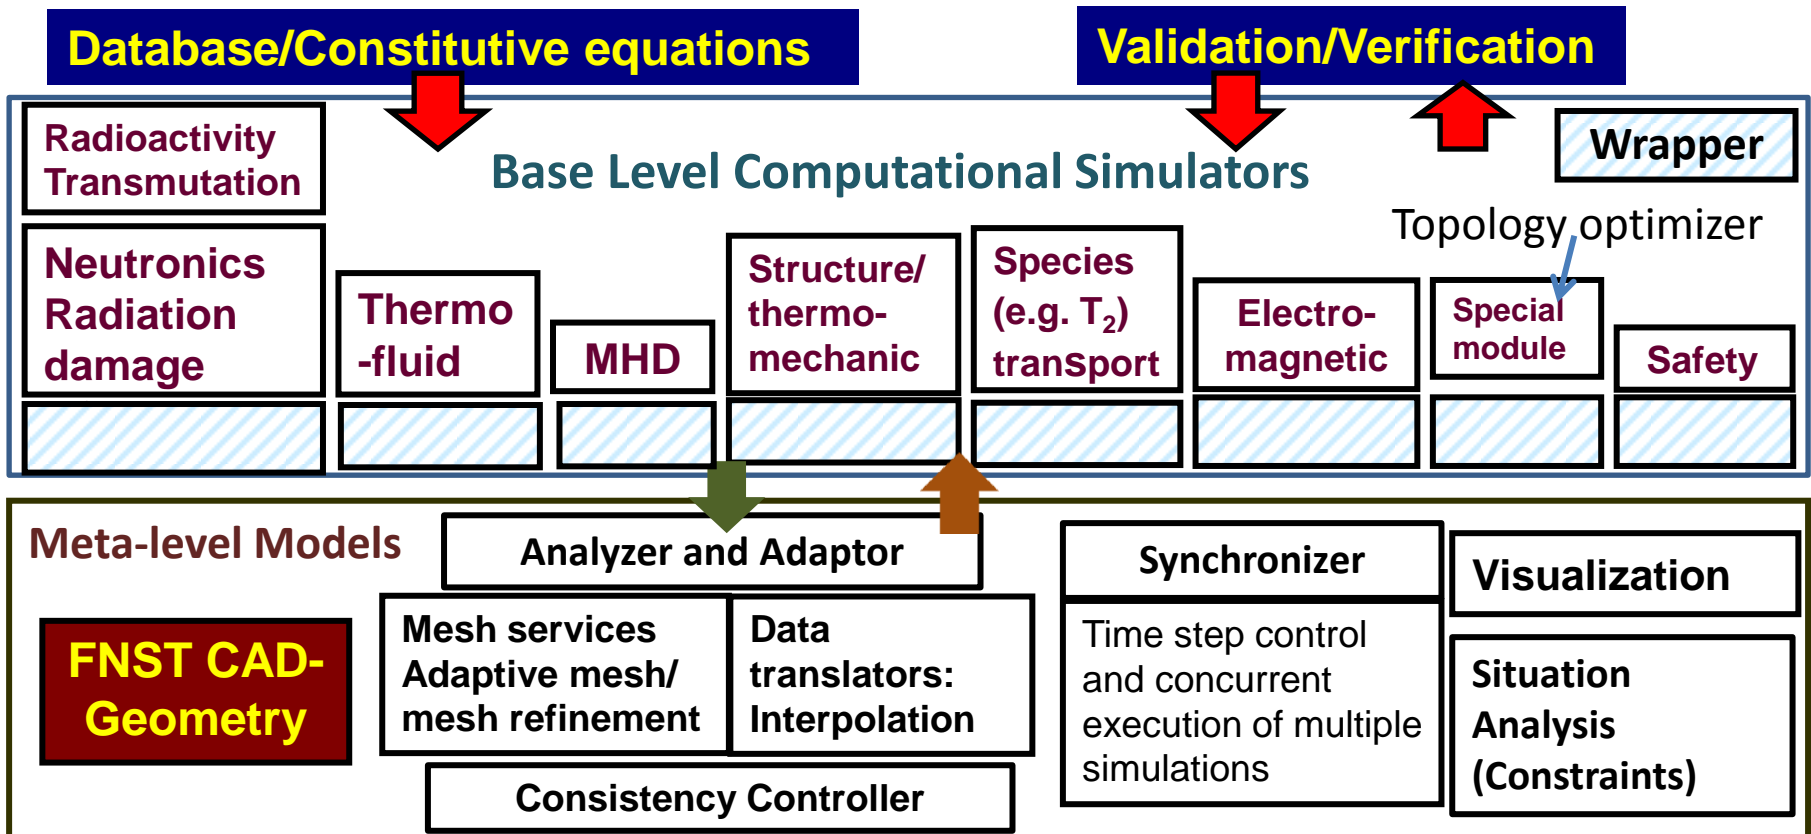 Database/Constitutive equations
Validation/Verification
Radioactivity
Transmutation
Base Level Computational Simulators
Wrapper
Topology optimizer
Neutronics
Radiation
damage
Thermo
-fluid
MHD
Structure/
thermo-
mechanic
Species
(e.g. T₂)
transport
Electro-
magnetic
Special
module
Safety
Meta-level Models
Analyzer and Adaptor
Synchronizer
Visualization
FNST CAD-
Geometry
Mesh services
Adaptive mesh/
mesh refinement
Data
translators:
Interpolation
Time step control
and concurrent
execution of multiple
simulations
Situation
Analysis
(Constraints)
Consistency Controller